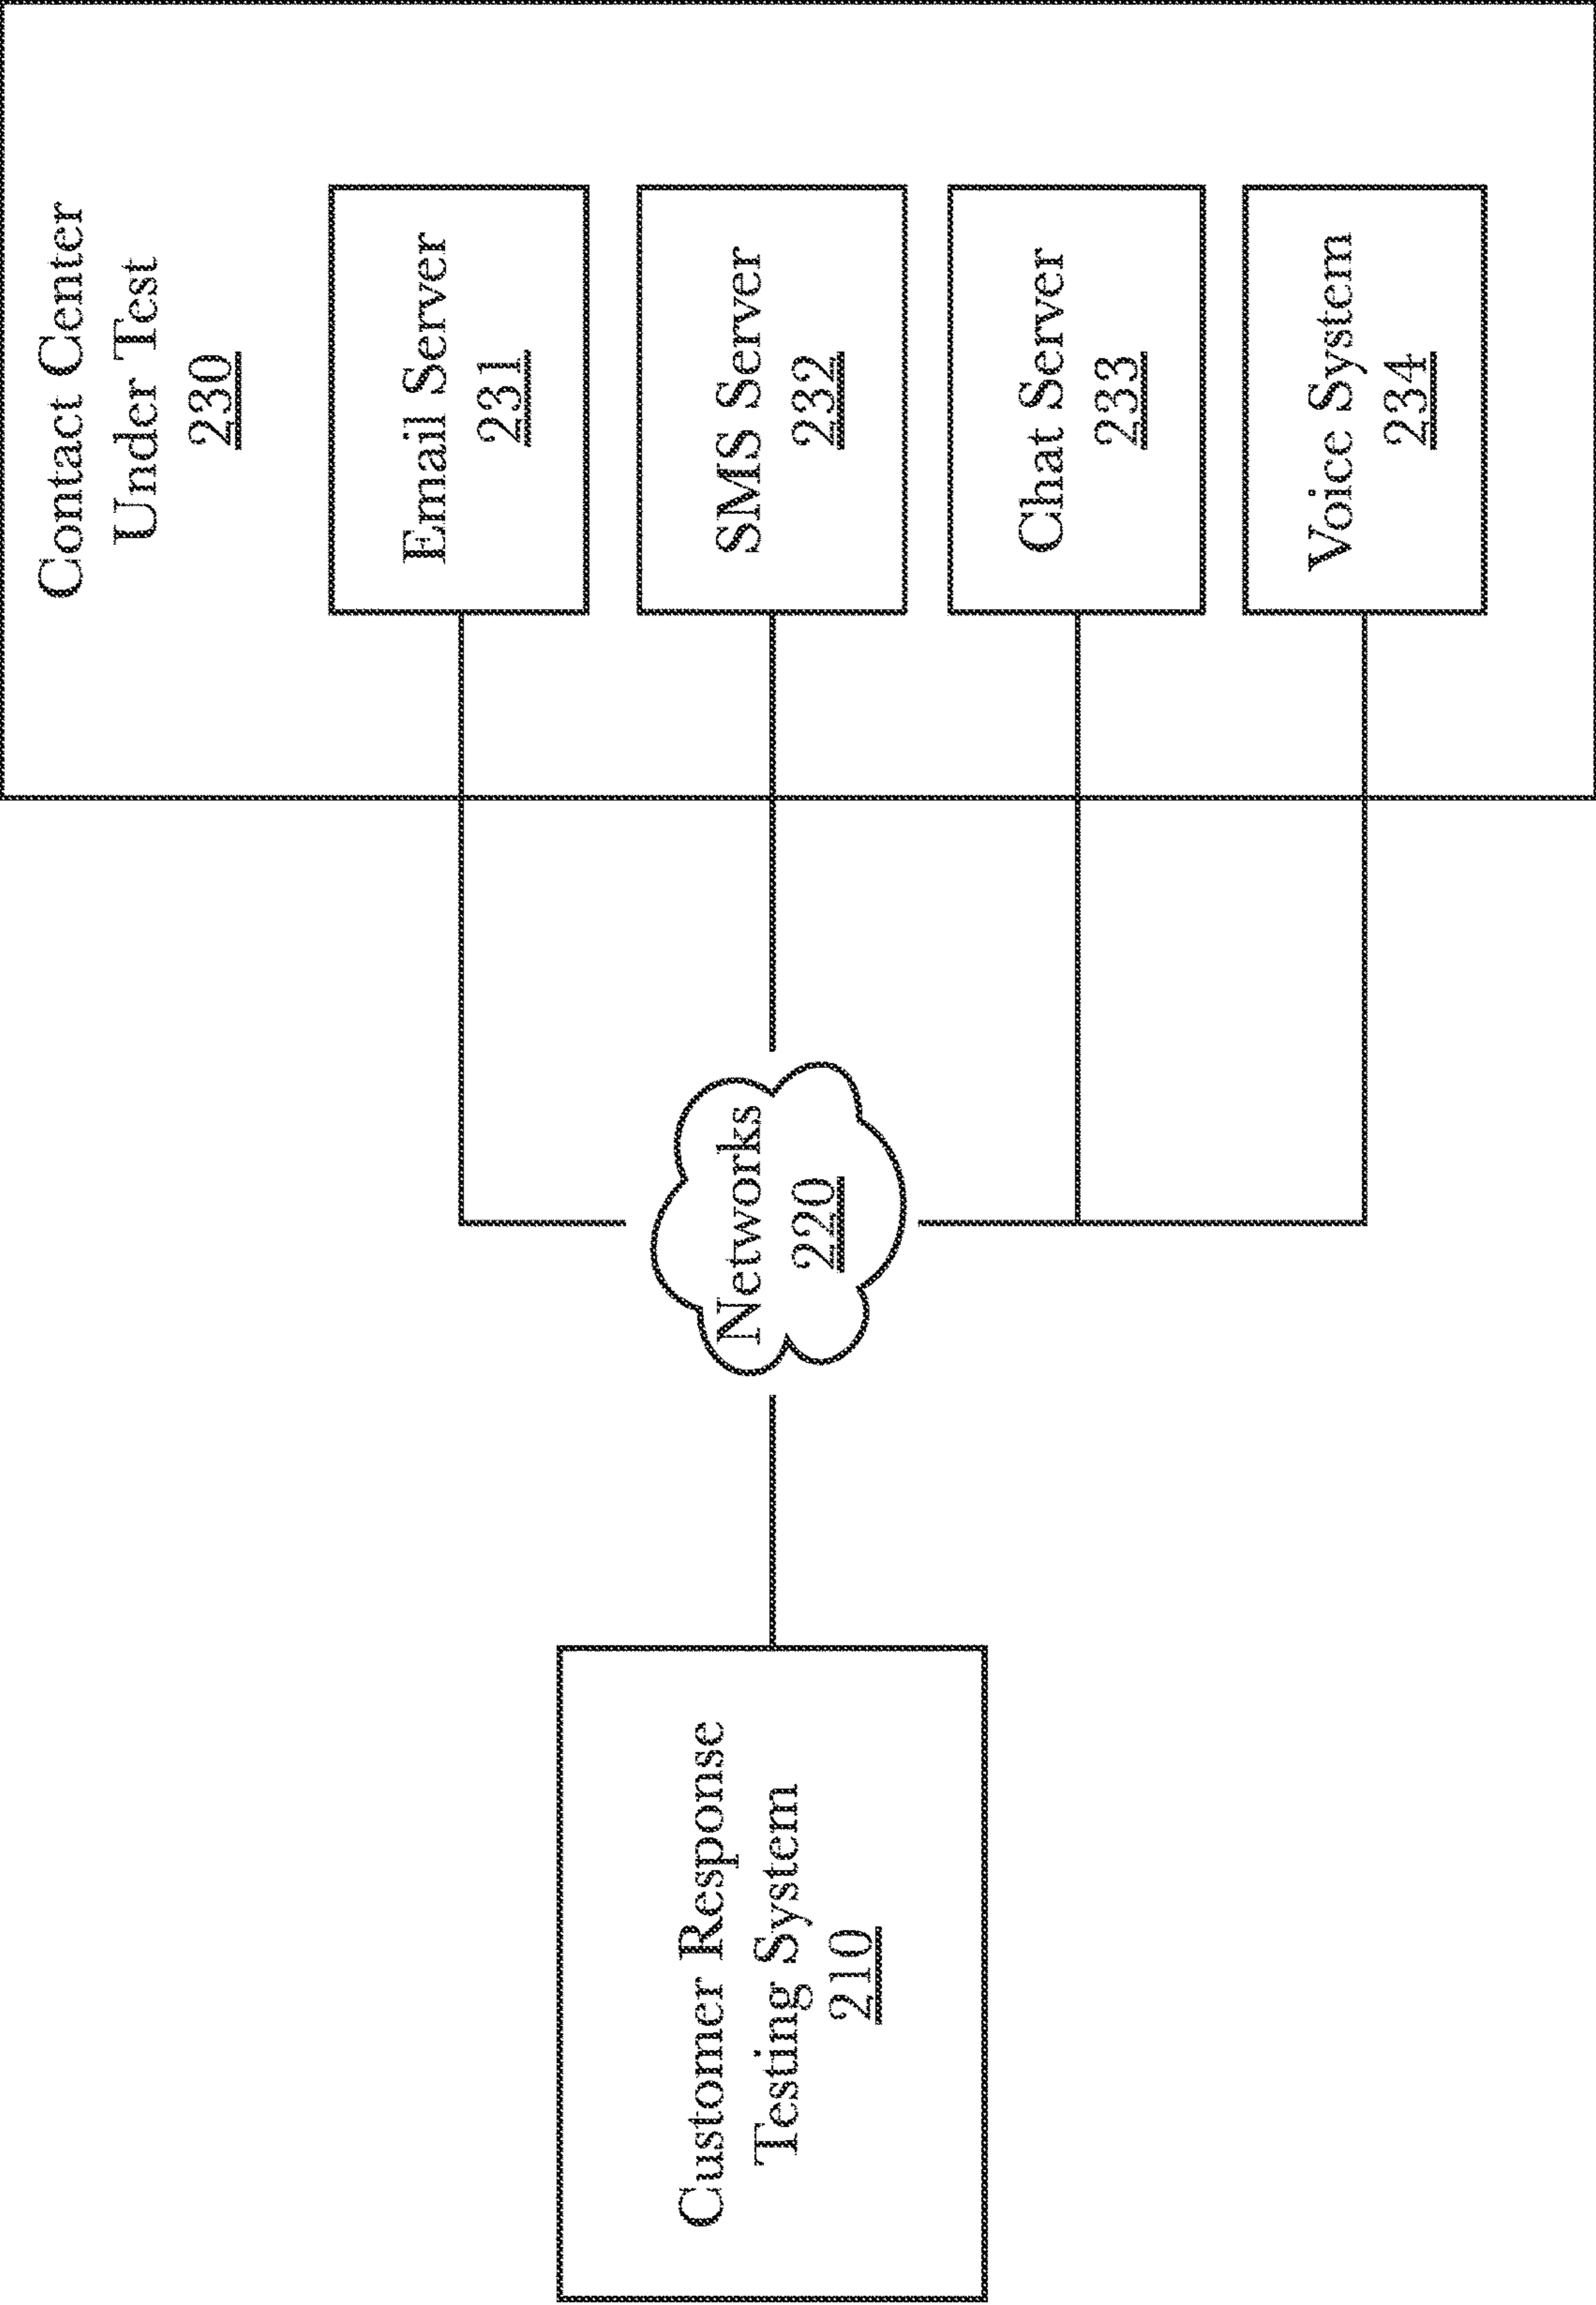 Contact Center
Under Test
230
Email Server
231
SMS Server
232
Chat Server
233
Voice System
234
Networks
220
Customer Response
Testing System
210